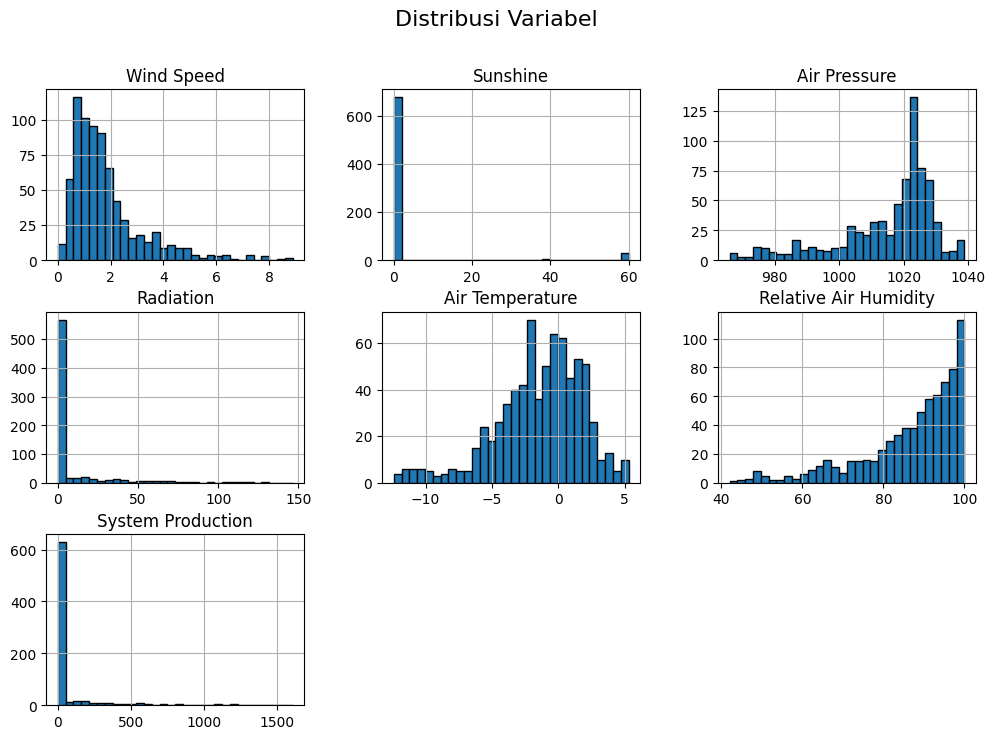 Distribusi Variabel
Wind Speed
Sunshine
Air Pressure
100
75
50
25
0
0 2 4 6 8
600
400
200
0
0 20 40 60
125
100
75
50
25
0
980 1000 1020 1040
Radiation
Air Temperature
Relative Air Humidity
500
400
300
200
100
0
0 50 100 150
60
40
20
0
−10 −5 0 5
100
80
60
40
20
0
40 60 80 100
System Production
600
400
200
0
0 500 1000 1500